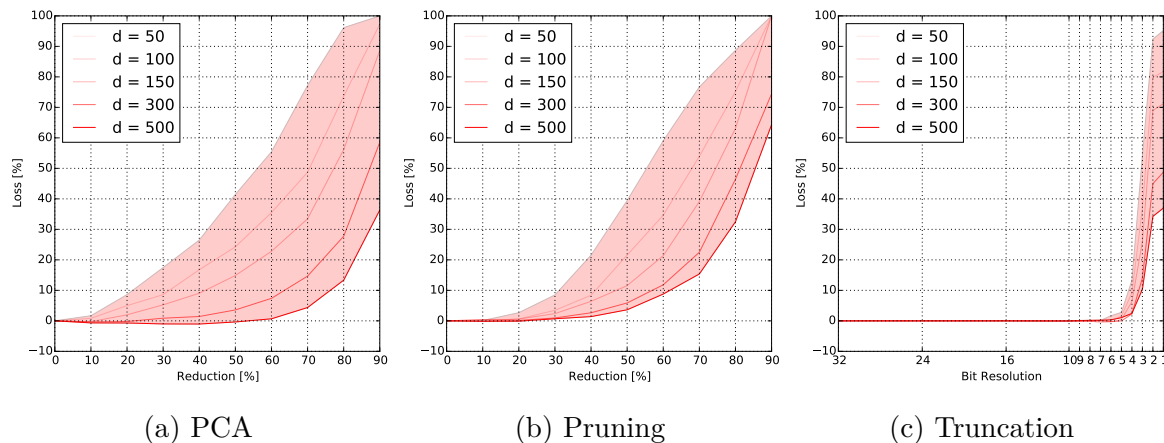 100
90
80
70
60
50
40
30
20
10
0
−10
Loss [%]
d = 50
d = 100
d = 150
d = 300
d = 500
0 10 20 30 40 50 60 70 80 90
Reduction [%]
(a) PCA
100
90
80
70
60
50
40
30
20
10
0
−10
Loss [%]
d = 50
d = 100
d = 150
d = 300
d = 500
0 10 20 30 40 50 60 70 80 90
Reduction [%]
(b) Pruning
100
90
80
70
60
50
40
30
20
10
0
−10
Loss [%]
d = 50
d = 100
d = 150
d = 300
d = 500
32 24 16 10 9 8 7 6 5 4 3 2 1
Bit Resolution
(c) Truncation